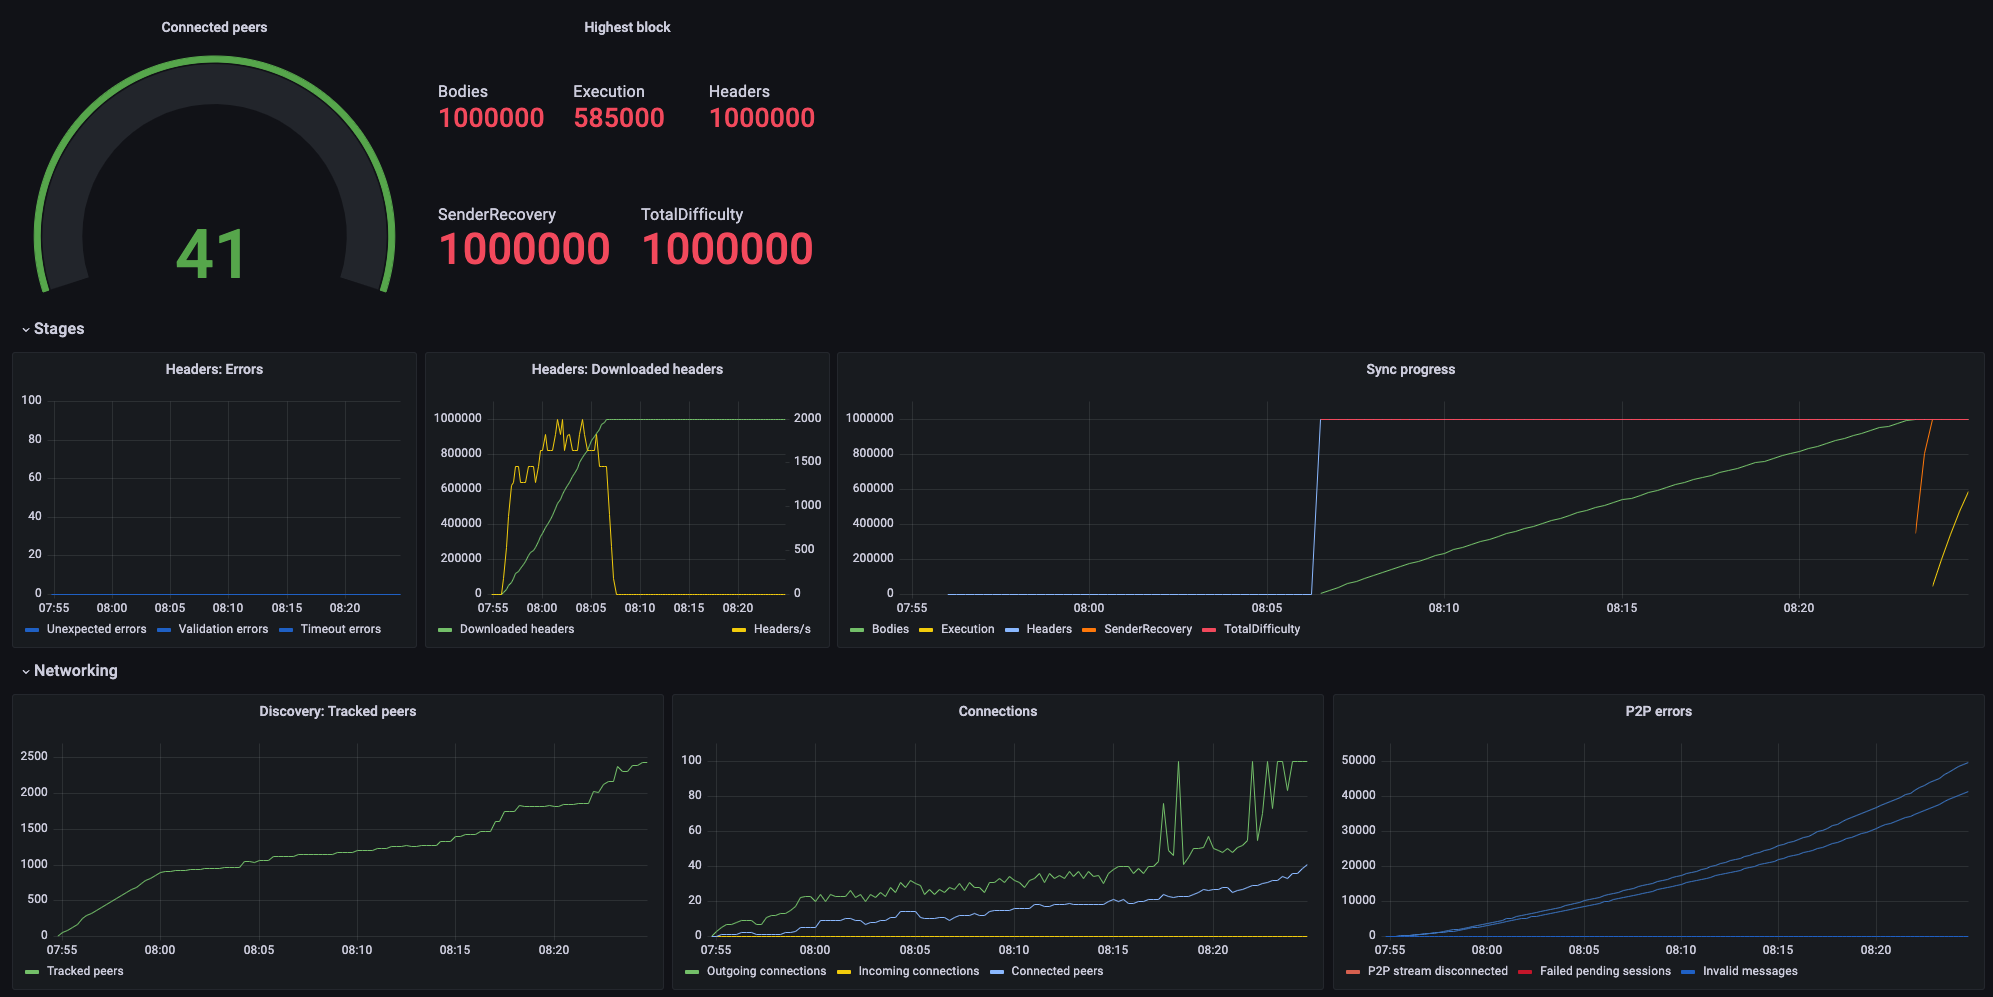 Connected peers
41
Highest block
Bodies Execution Headers
1000000 585000 1000000
SenderRecovery TotalDifficulty
1000000 1000000
Stages
Headers: Errors
100
80
60
40
20
0
07:55 08:00 08:05 08:10 08:15 08:20
Unexpected errors Validation errors Timeout errors
Headers: Downloaded headers
1000000 2000
800000 1500
600000 1000
400000 500
200000
0 0
07:55 08:00 08:05 08:10 08:15 08:20
Downloaded headers Headers/s
Sync progress
1000000
800000
600000
400000
200000
0
07:55 08:00 08:05 08:10 08:15 08:20
Bodies Execution Headers SenderRecovery TotalDifficulty
Networking
Discovery: Tracked peers
2500
2000
1500
1000
500
0
07:55 08:00 08:05 08:10 08:15 08:20
Tracked peers
Connections
100
80
60
40
20
0
07:55 08:00 08:05 08:10 08:15 08:20
Outgoing connections Incoming connections Connected peers
P2P errors
50000
40000
30000
20000
10000
0
07:55 08:00 08:05 08:10 08:15 08:20
P2P stream disconnected Failed pending sessions Invalid messages